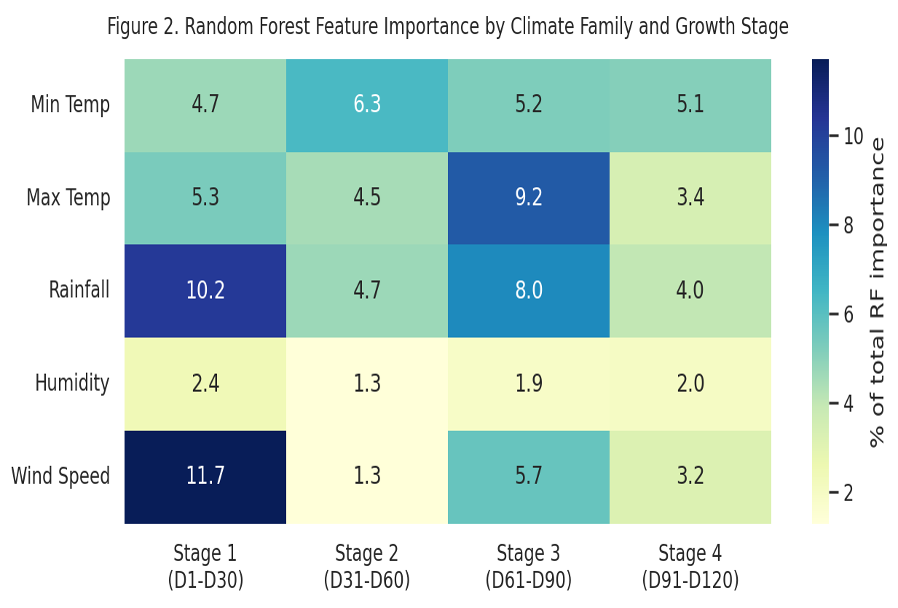 Figure 2. Random Forest Feature Importance by Climate Family and Growth Stage
Min Temp 4.7 6.3 5.2 5.1
Max Temp 5.3 4.5 9.2 3.4
Rainfall 10.2 4.7 8.0 4.0
Humidity 2.4 1.3 1.9 2.0
Wind Speed 11.7 1.3 5.7 3.2
Stage 1 Stage 2 Stage 3 Stage 4
(D1-D30) (D31-D60) (D61-D90) (D91-D120)
10
8
6
4
2
% of total RF importance